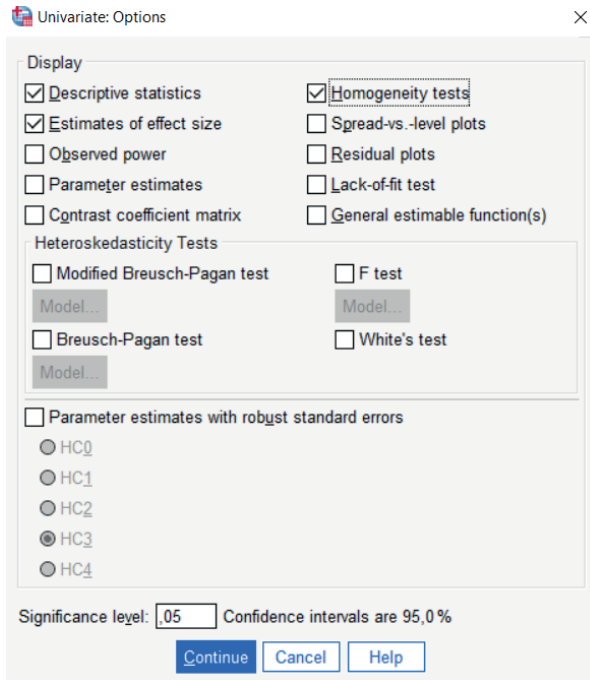 Univariate: Options
Display
Descriptive statistics
Homogeneity tests
Estimates of effect size
Spread-vs.-level plots
Observed power
Residual plots
Parameter estimates
Lack-of-fit test
Contrast coefficient matrix
General estimable function(s)
Heteroskedasticity Tests
Modified Breusch-Pagan test
F test
Model...
Model...
Breusch-Pagan test
White's test
Model...
Parameter estimates with robust standard errors
HC0
HC1
HC2
HC3
HC4
Significance level: ,05 Confidence intervals are 95,0 %
Continue Cancel Help